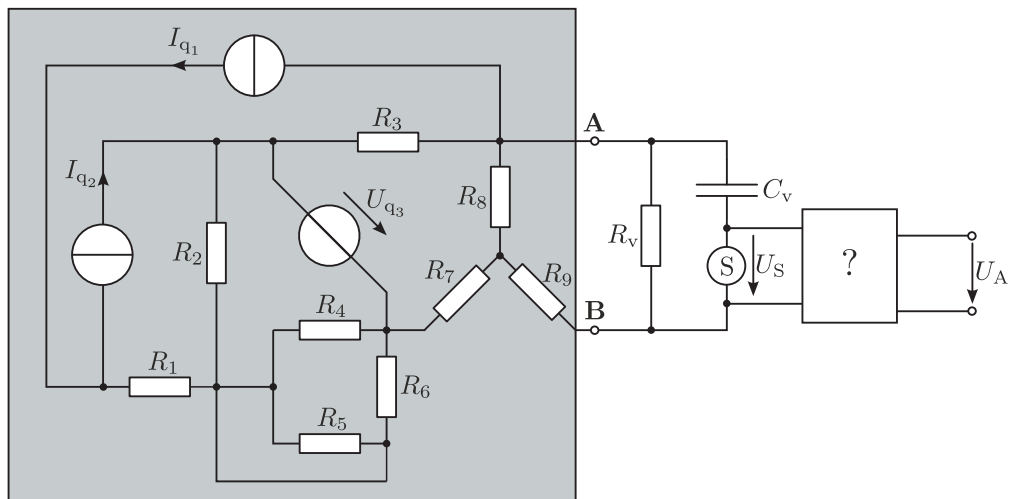 I_q1
R_3
A
I_q2
U_q3
R_8
C_v
R_2
R_v
S
U_S
?
U_A
R_7
R_9
R_4
B
R_1
R_6
R_5